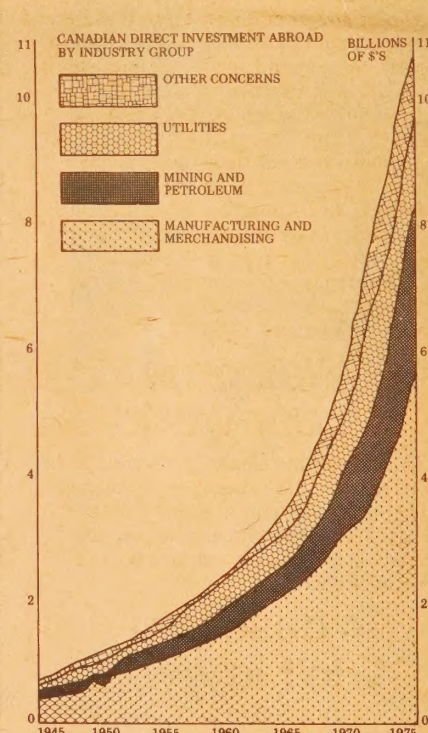 CANADIAN DIRECT INVESTMENT ABROAD
BY INDUSTRY GROUP
BILLIONS
OF $'S
OTHER CONCERNS
UTILITIES
MINING AND
PETROLEUM
MANUFACTURING AND
MERCHANDISING
11
10
8
6
4
2
0
11
10
8
6
4
2
0
1945 1950 1955 1960 1965 1970 1975